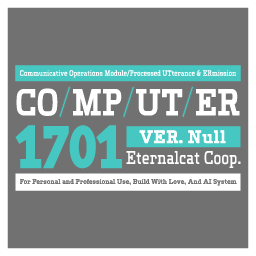 Communicative Operations Module/Processed UTterance & ERmission
CO/MP/UT/ER
1701
VER. Null
Eternalcat Coop.
For Personal and Professional Use, Build With Love, And AI System